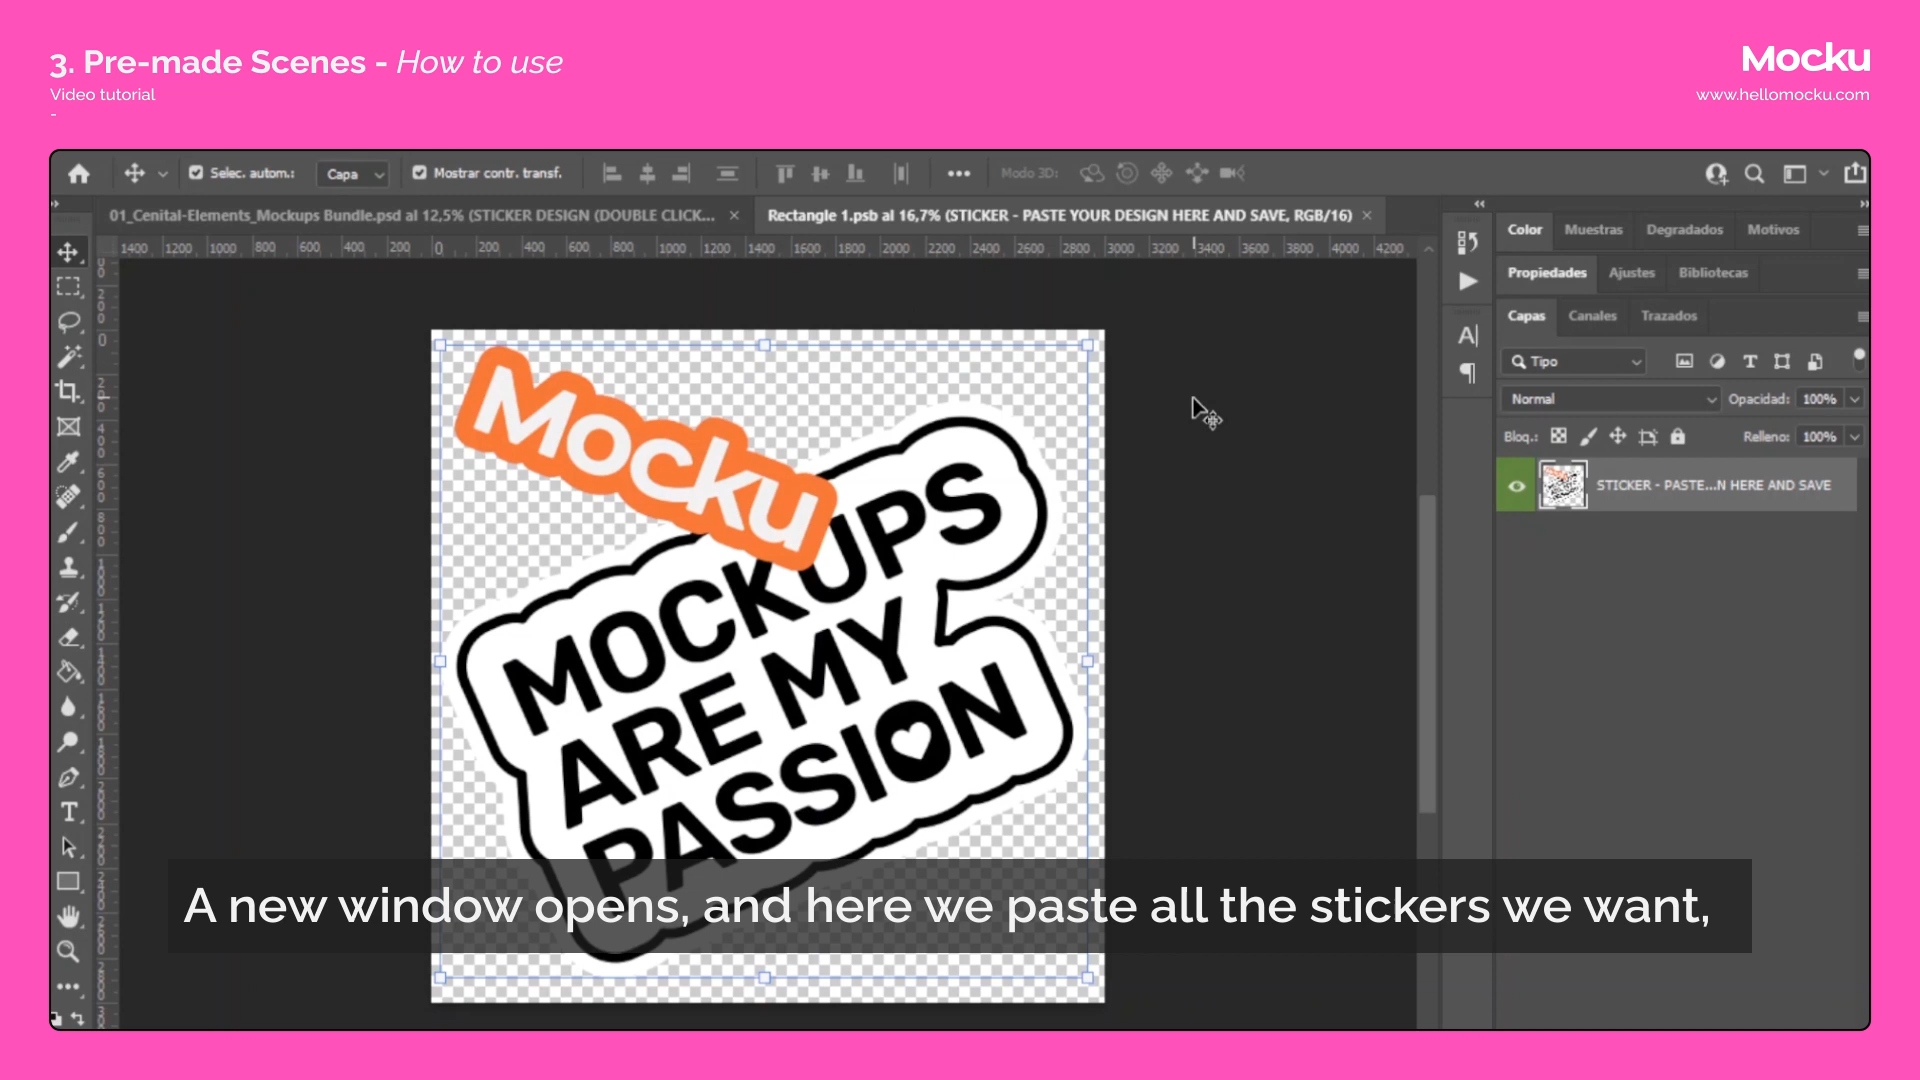 3. Pre-made Scenes - How to use
Video tutorial
-
Mocku
www.hellomocku.com
Selec. autom.:
Capa
Mostrar contr. transf.
Modo 3D:
01_Cenital-Elements_Mockups Bundle.psd al 12,5% (STICKER DESIGN (DOUBLE CLICK...
Rectangle 1.psb al 16,7% (STICKER - PASTE YOUR DESIGN HERE AND SAVE, RGB/16)
1400 1200 1000 800 600 400 200 0 200 400 600 800 1000 1200 1400 1600 1800 2000 2200 2400 2600 2800 3000 3200 3400 3600 3800 4000 4200
Color Muestras Degradados Motivos
Propiedades Ajustes Bibliotecas
Capas Canales Trazados
Tipo
Normal
Opacidad: 100%
Bloq.:
Relleno: 100%
STICKER - PASTE...N HERE AND SAVE
Mocku
MOCKUPS
ARE MY
PASSION
A new window opens, and here we paste all the stickers we want,